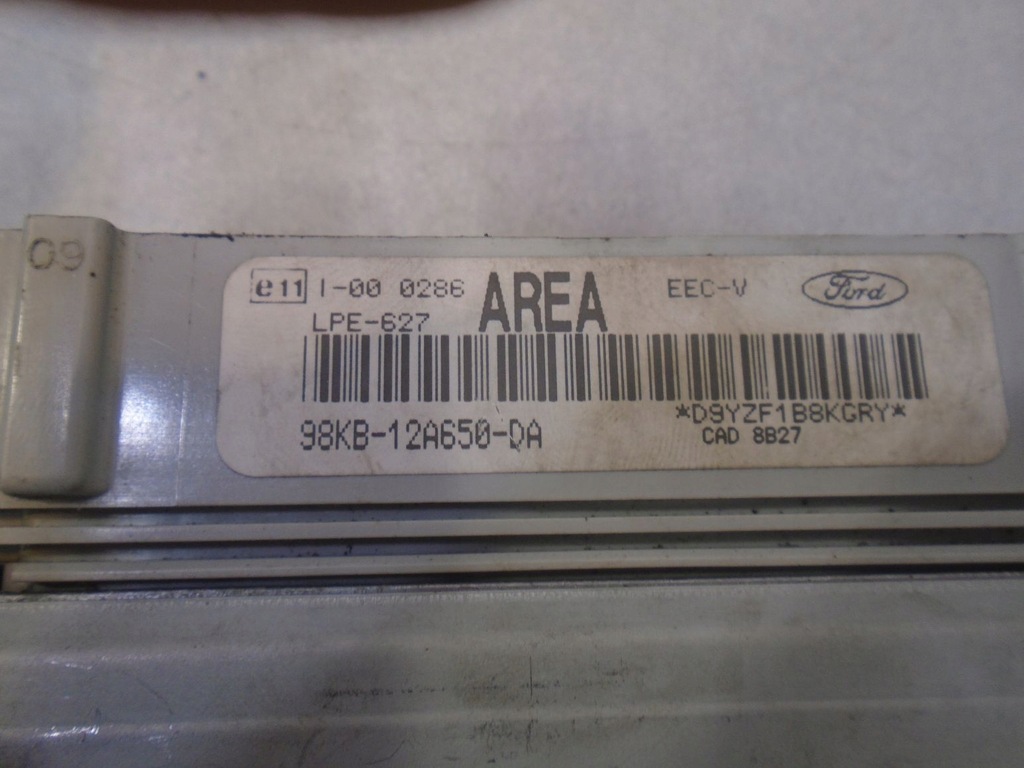 09
e11 I-00 0286 AREA EEC-V Ford
LPE-627
*D9YZF1B8KGRY*
98KB-12A650-DA
CAD 8B27